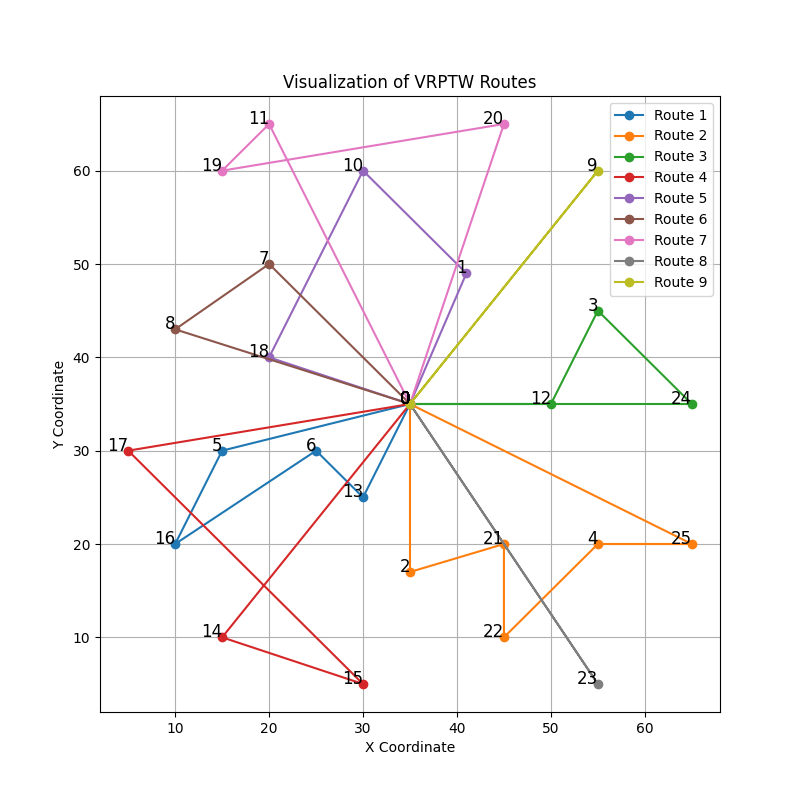 Visualization of VRPTW Routes
Route 1
Route 2
Route 3
Route 4
Route 5
Route 6
Route 7
Route 8
Route 9
11
20
19
10
9
7
1
8
3
18
0
12
24
17
5
6
13
16
21
4
25
2
14
22
15
23
60
50
40
30
20
10
Y Coordinate
10 20 30 40 50 60
X Coordinate